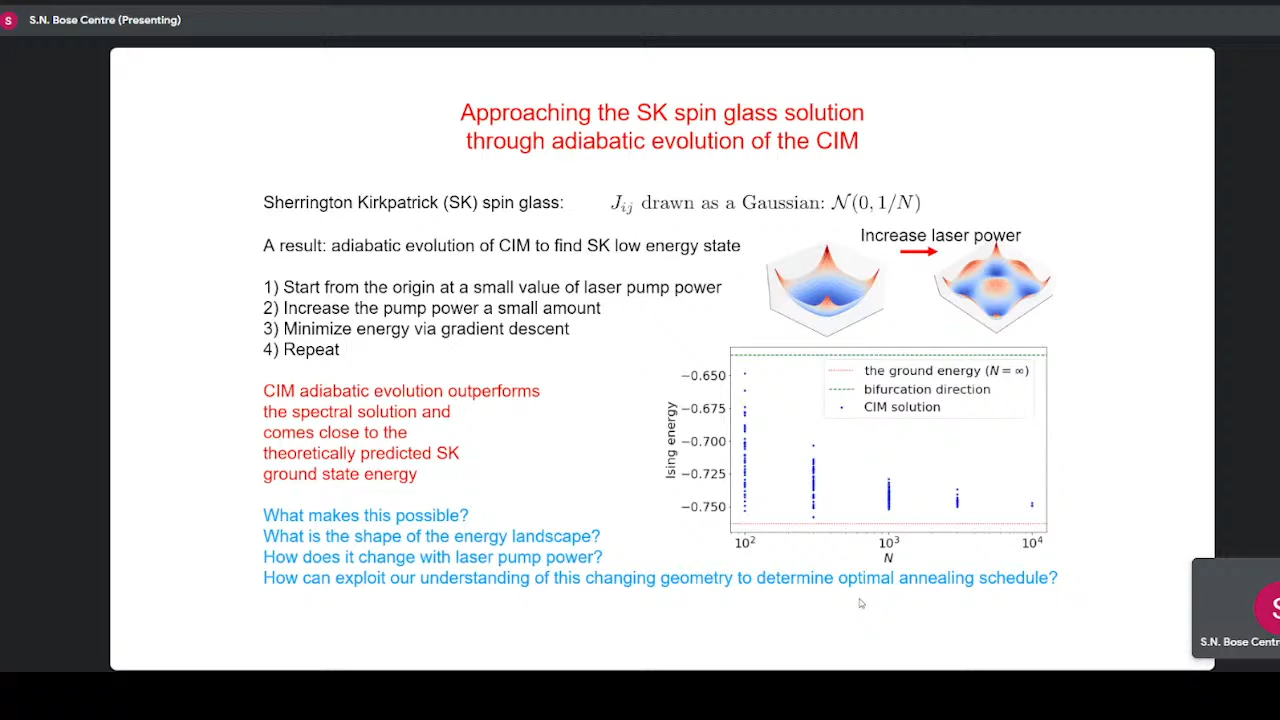 S S.N. Bose Centre (Presenting)
Approaching the SK spin glass solution
through adiabatic evolution of the CIM
Sherrington Kirkpatrick (SK) spin glass: J_{ij} drawn as a Gaussian: 𝒩(0, 1/N)
A result: adiabatic evolution of CIM to find SK low energy state
Increase laser power
1) Start from the origin at a small value of laser pump power
2) Increase the pump power a small amount
3) Minimize energy via gradient descent
4) Repeat
CIM adiabatic evolution outperforms
the spectral solution and
comes close to the
theoretically predicted SK
ground state energy
the ground energy (N = ∞)
bifurcation direction
CIM solution
Ising energy
−0.650
−0.675
−0.700
−0.725
−0.750
10² 10³ 10⁴
N
What makes this possible?
What is the shape of the energy landscape?
How does it change with laser pump power?
How can exploit our understanding of this changing geometry to determine optimal annealing schedule?
S
S.N. Bose Centr